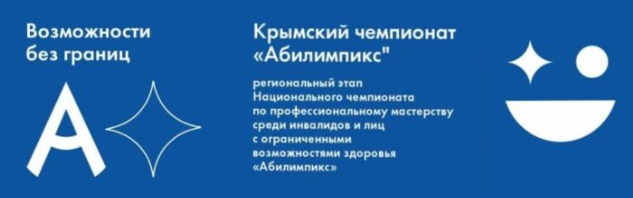 Возможности
без границ
А
Крымский чемпионат
«Абилимпикс"
региональный этап
Национального чемпионата
по профессиональному мастерству
среди инвалидов и лиц
с ограниченными
возможностями здоровья
«Абилимпикс»